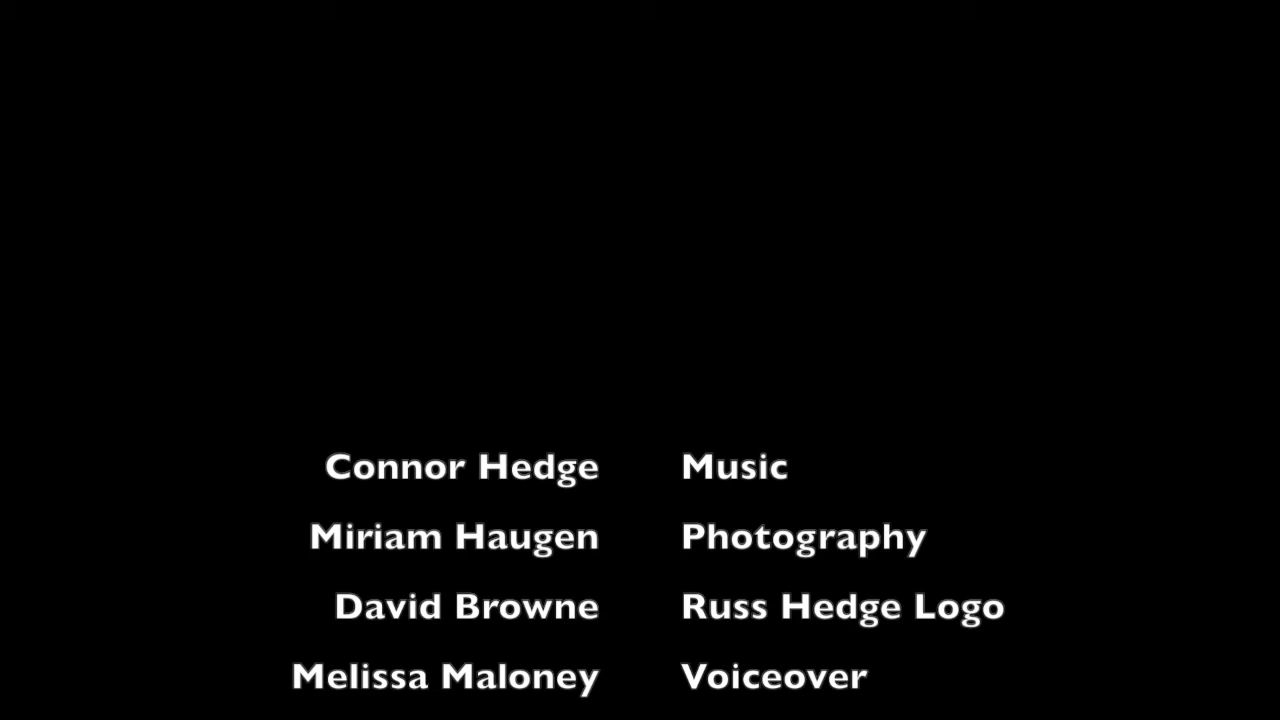 Connor Hedge Music
Miriam Haugen Photography
David Browne Russ Hedge Logo
Melissa Maloney Voiceover